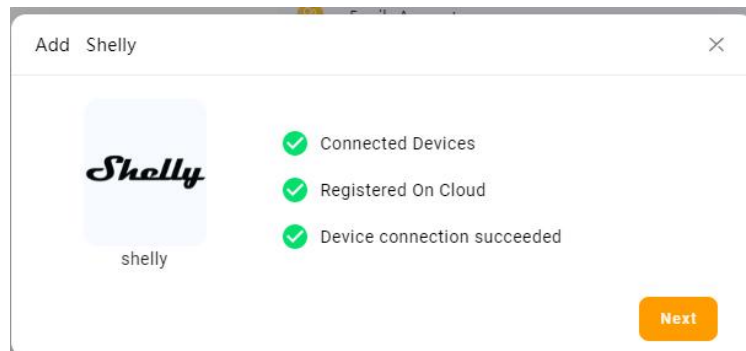 Add Shelly
Shelly
shelly
Connected Devices
Registered On Cloud
Device connection succeeded
Next